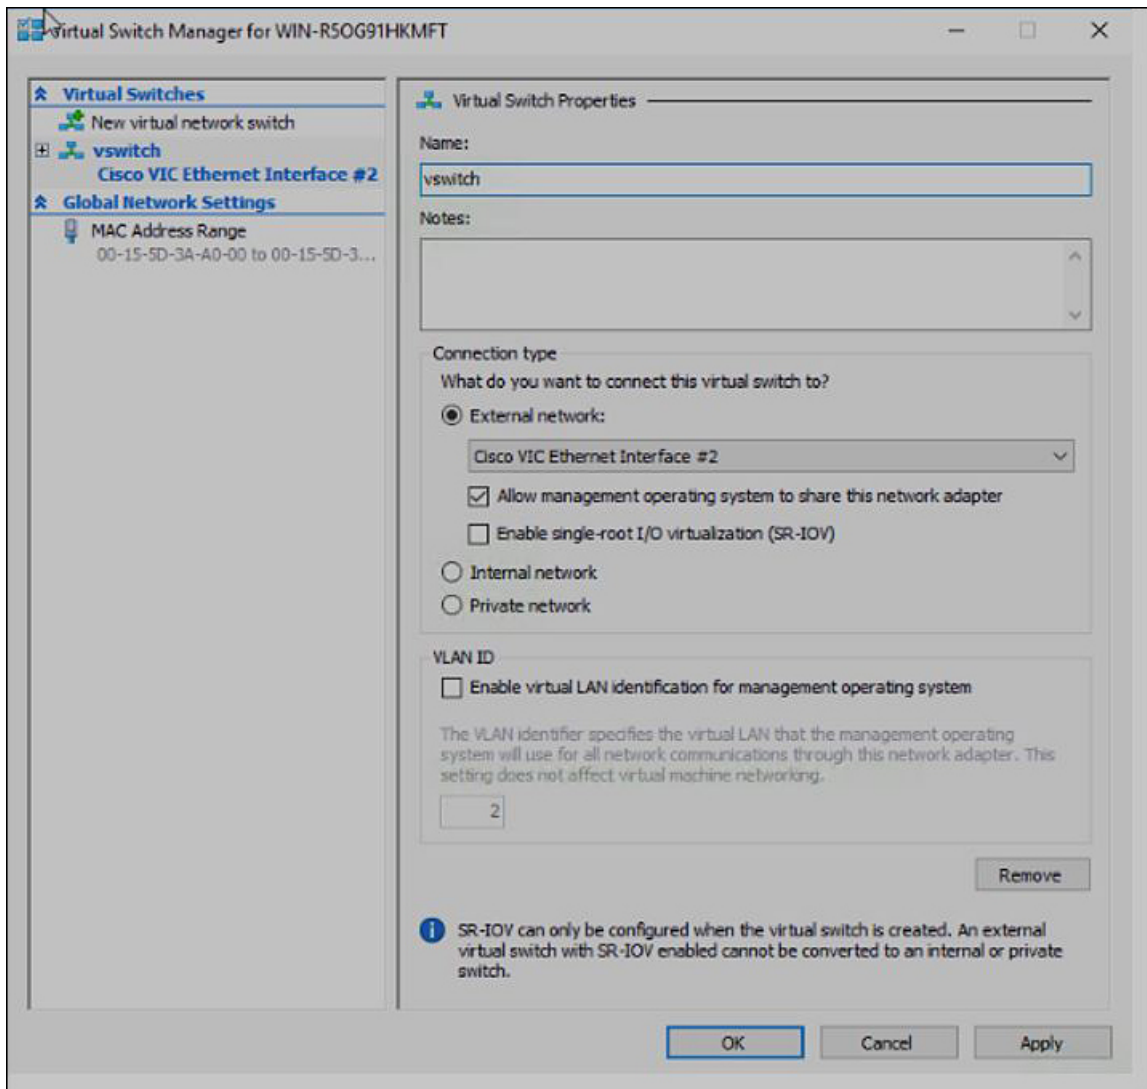 Virtual Switch Manager for WIN-R5OG91HKMFT
Virtual Switches
New virtual network switch
vswitch
Cisco VIC Ethernet Interface #2
Global Network Settings
MAC Address Range
00-15-5D-3A-A0-00 to 00-15-5D-3...
Virtual Switch Properties
Name:
vswitch
Notes:
Connection type
What do you want to connect this virtual switch to?
External network:
Cisco VIC Ethernet Interface #2
Allow management operating system to share this network adapter
Enable single-root I/O virtualization (SR-IOV)
Internal network
Private network
VLAN ID
Enable virtual LAN identification for management operating system
The VLAN identifier specifies the virtual LAN that the management operating
system will use for all network communications through this network adapter. This
setting does not affect virtual machine networking.
2
Remove
SR-IOV can only be configured when the virtual switch is created. An external
virtual switch with SR-IOV enabled cannot be converted to an internal or private
switch.
OK
Cancel
Apply